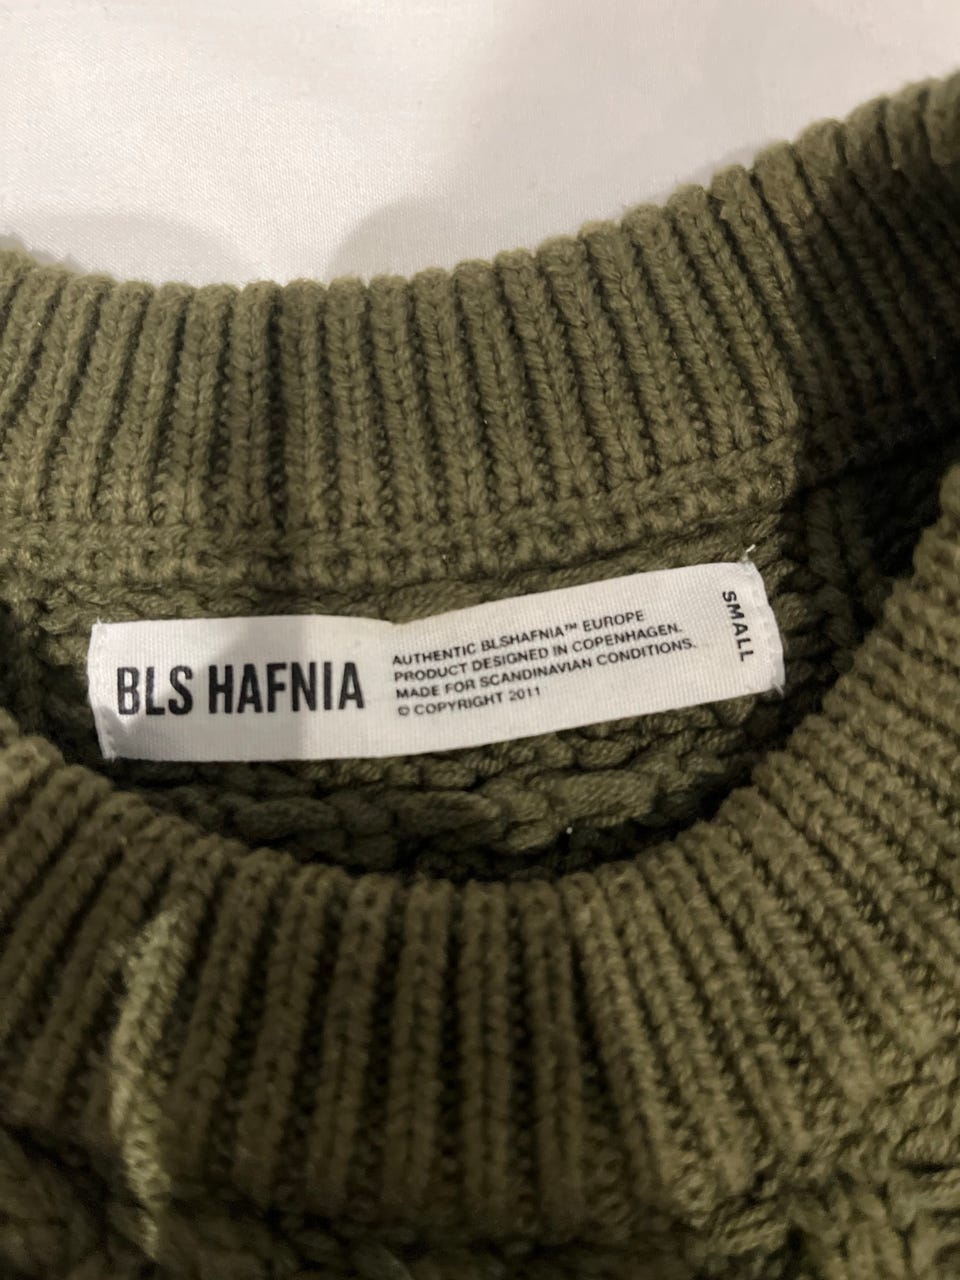 BLS HAFNIA
AUTHENTIC BLSHAFNIA™ EUROPE
PRODUCT DESIGNED IN COPENHAGEN.
MADE FOR SCANDINAVIAN CONDITIONS.
© COPYRIGHT 2011
SMALL